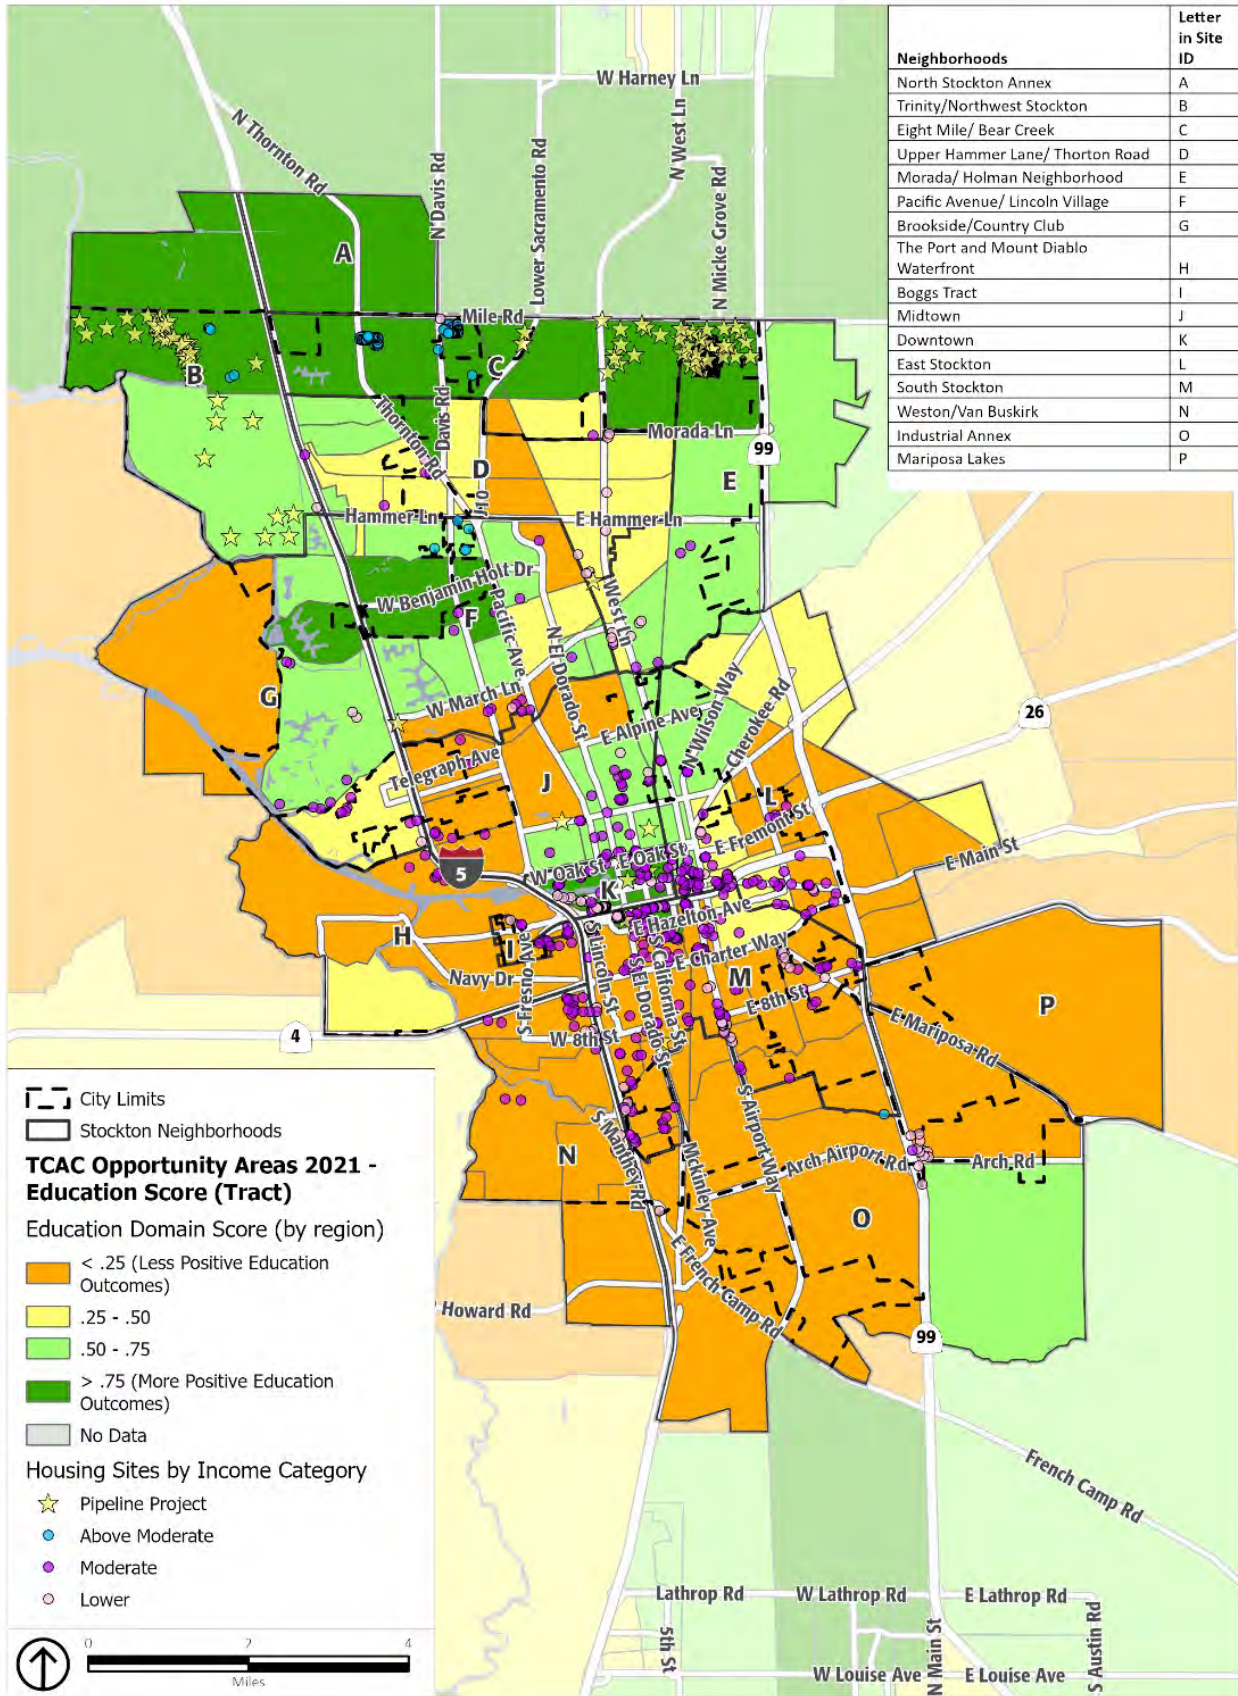 Neighborhoods
Letter
in Site
ID
North Stockton Annex A
Trinity/Northwest Stockton B
Eight Mile/ Bear Creek C
Upper Hammer Lane/ Thorton Road D
Morada/ Holman Neighborhood E
Pacific Avenue/ Lincoln Village F
Brookside/Country Club G
The Port and Mount Diablo
Waterfront H
Boggs Tract I
Midtown J
Downtown K
East Stockton L
South Stockton M
Weston/Van Buskirk N
Industrial Annex O
Mariposa Lakes P
W Harney Ln
N Thornton Rd
N Davis Rd
Lower Sacramento Rd
N West Ln
N Micke Grove Rd
A
Mile Rd
B
C
Thornton Rd
Davis Rd
Morada Ln
99
D
E
J 10
Hammer Ln
E Hammer Ln
W Benjamin Holt Dr
F
Pacific Ave
N El Dorado St
West Ln
G
W March Ln
E Alpine Ave
N Wilson Way
Cherokee Rd
26
Telegraph Ave
J
L
E Fremont St
E Main St
5
W Oak St
E Oak St
K
E Hazelton Ave
H
I
S Fresno Ave
S Lincoln St
S El Dorado St
S California St
E Charter Way
Navy Dr
M
E 8th St
P
E Mariposa Rd
4
W 8th St
S Airport Way
N
S Manthey Rd
Mckinley Ave
Arch-Airport Rd
Arch Rd
O
E French Camp Rd
Howard Rd
99
French Camp Rd
Lathrop Rd
W Lathrop Rd
E Lathrop Rd
5th St
N Main St
S Austin Rd
W Louise Ave
E Louise Ave
City Limits
Stockton Neighborhoods
TCAC Opportunity Areas 2021 -
Education Score (Tract)
Education Domain Score (by region)
< .25 (Less Positive Education
Outcomes)
.25 - .50
.50 - .75
> .75 (More Positive Education
Outcomes)
No Data
Housing Sites by Income Category
Pipeline Project
Above Moderate
Moderate
Lower
0 2 4
Miles